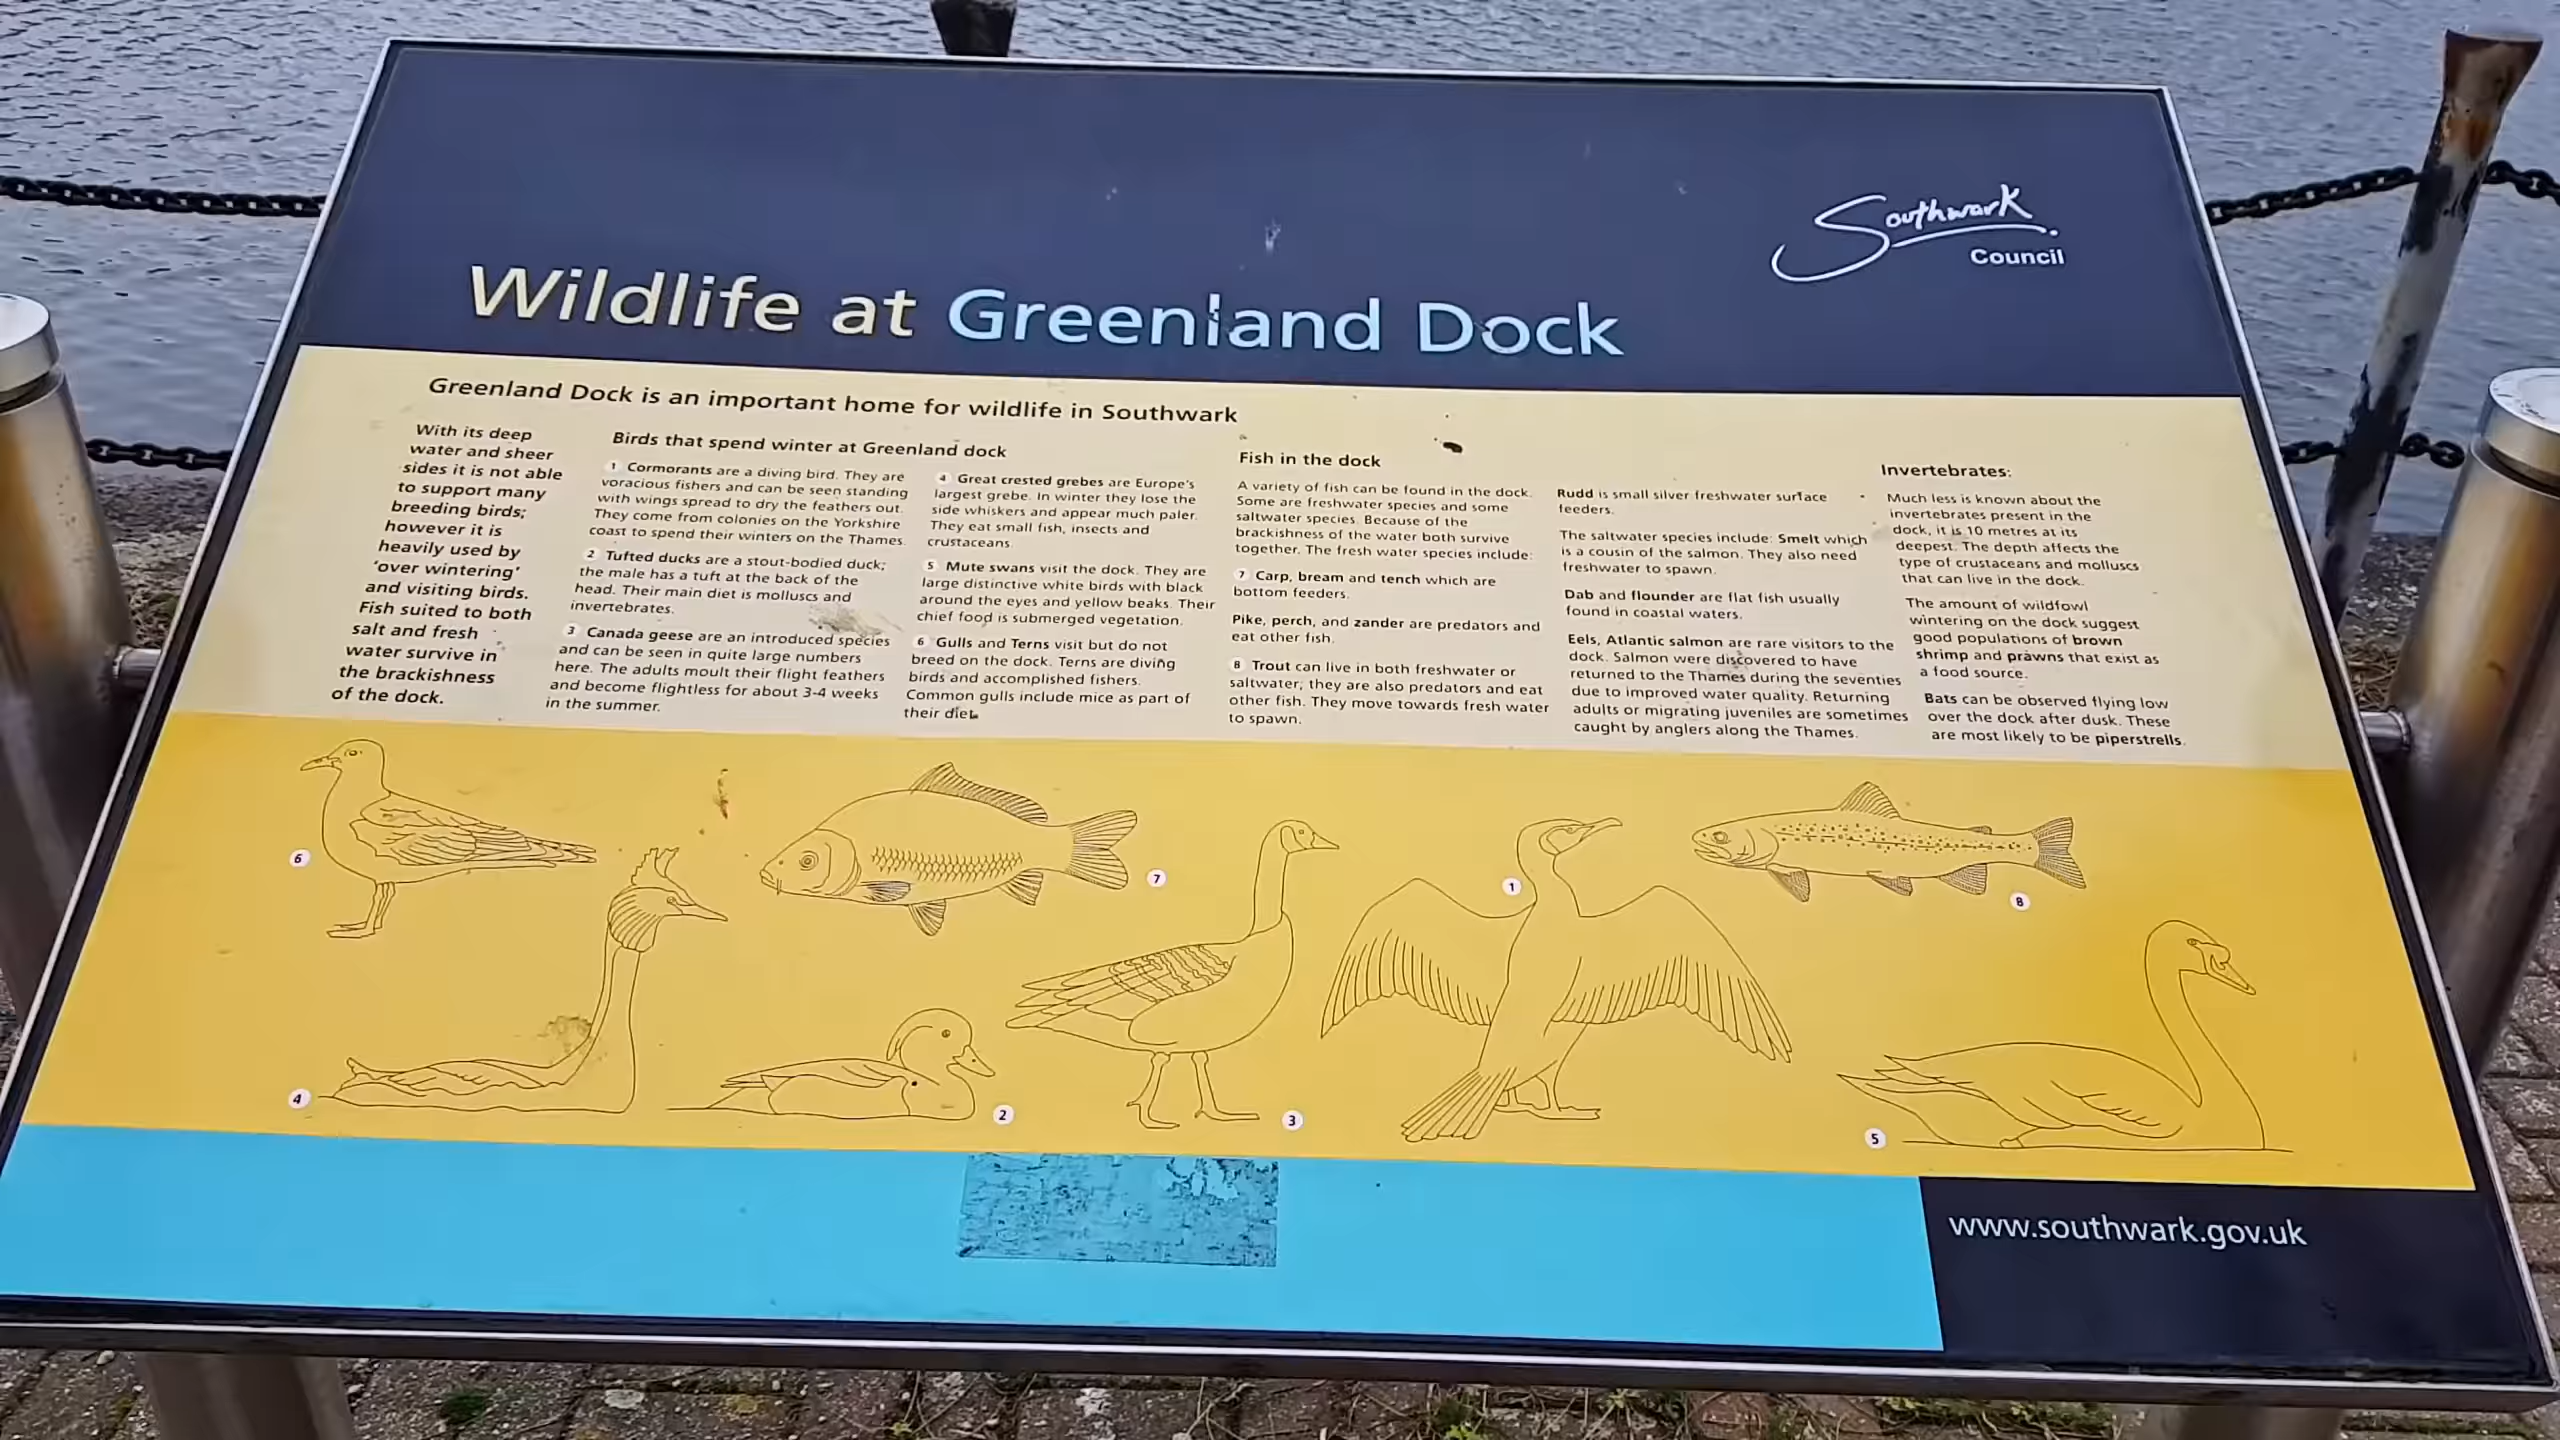 Southwark
Council
Wildlife at Greenland Dock
Greenland Dock is an important home for wildlife in Southwark
With its deep
water and sheer
sides it is not able
to support many
breeding birds;
however it is
heavily used by
‘over wintering’
and visiting birds.
Fish suited to both
salt and fresh
water survive in
the brackishness
of the dock.
Birds that spend winter at Greenland dock
1 Cormorants are a diving bird. They are
voracious fishers and can be seen standing
with wings spread to dry the feathers out.
They come from colonies on the Yorkshire
coast to spend their winters on the Thames.
2 Tufted ducks are a stout-bodied duck;
the male has a tuft at the back of the
head. Their main diet is molluscs and
invertebrates.
3 Canada geese are an introduced species
and can be seen in quite large numbers
here. The adults moult their flight feathers
and become flightless for about 3-4 weeks
in the summer.
4 Great crested grebes are Europe's
largest grebe. In winter they lose the
side whiskers and appear much paler.
They eat small fish, insects and
crustaceans.
5 Mute swans visit the dock. They are
large distinctive white birds with black
around the eyes and yellow beaks. Their
chief food is submerged vegetation.
6 Gulls and Terns visit but do not
breed on the dock. Terns are diving
birds and accomplished fishers.
Common gulls include mice as part of
their diet.
Fish in the dock
A variety of fish can be found in the dock.
Some are freshwater species and some
saltwater species. Because of the
brackishness of the water both survive
together. The fresh water species include:
7 Carp, bream and tench which are
bottom feeders.
Pike, perch, and zander are predators and
eat other fish.
8 Trout can live in both freshwater or
saltwater; they are also predators and eat
other fish. They move towards fresh water
to spawn.
Rudd is small silver freshwater surface
feeders.
The saltwater species include: Smelt which
is a cousin of the salmon. They also need
freshwater to spawn.
Dab and flounder are flat fish usually
found in coastal waters.
Eels, Atlantic salmon are rare visitors to the
dock. Salmon were discovered to have
returned to the Thames during the seventies
due to improved water quality. Returning
adults or migrating juveniles are sometimes
caught by anglers along the Thames.
Invertebrates:
Much less is known about the
invertebrates present in the
dock, it is 10 metres at its
deepest. The depth affects the
type of crustaceans and molluscs
that can live in the dock.
The amount of wildfowl
wintering on the dock suggest
good populations of brown
shrimp and prawns that exist as
a food source.
Bats can be observed flying low
over the dock after dusk. These
are most likely to be piperstrells.
6
7
1
8
4
2
3
5
www.southwark.gov.uk